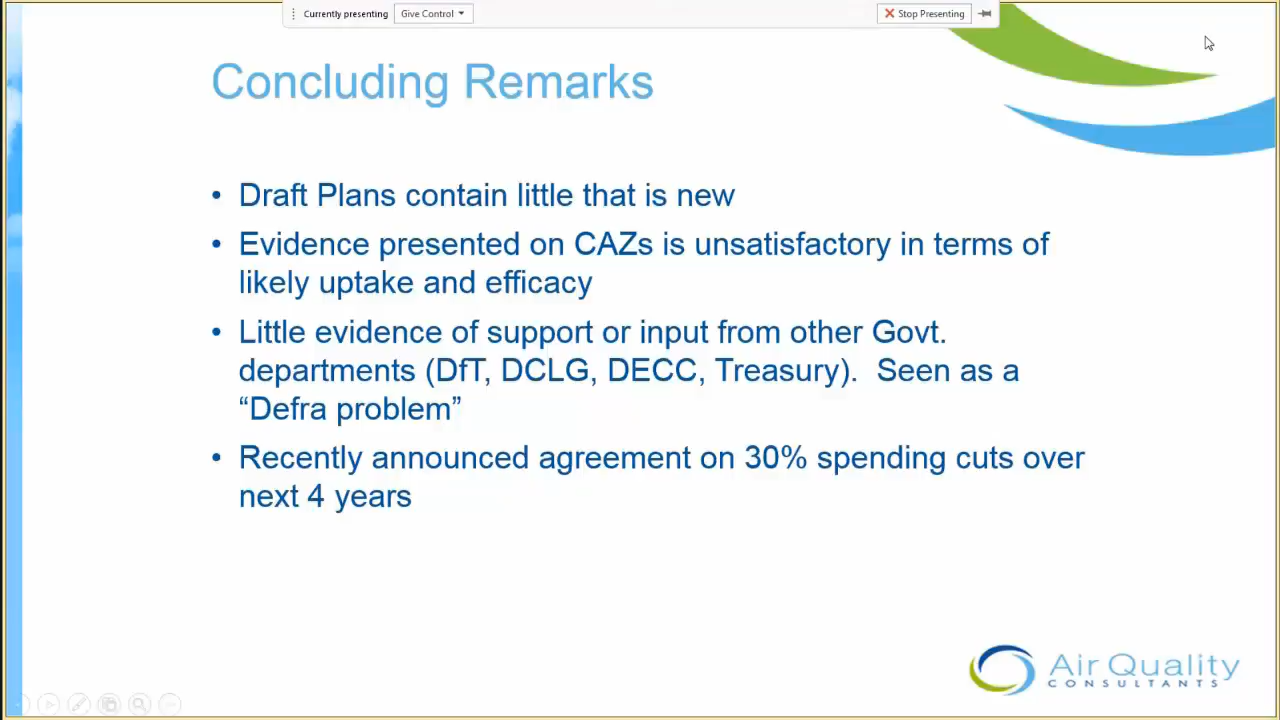 Currently presenting Give Control Stop Presenting
Concluding Remarks
• Draft Plans contain little that is new
• Evidence presented on CAZs is unsatisfactory in terms of
likely uptake and efficacy
• Little evidence of support or input from other Govt.
departments (DfT, DCLG, DECC, Treasury). Seen as a
“Defra problem”
• Recently announced agreement on 30% spending cuts over
next 4 years
Air Quality
CONSULTANTS